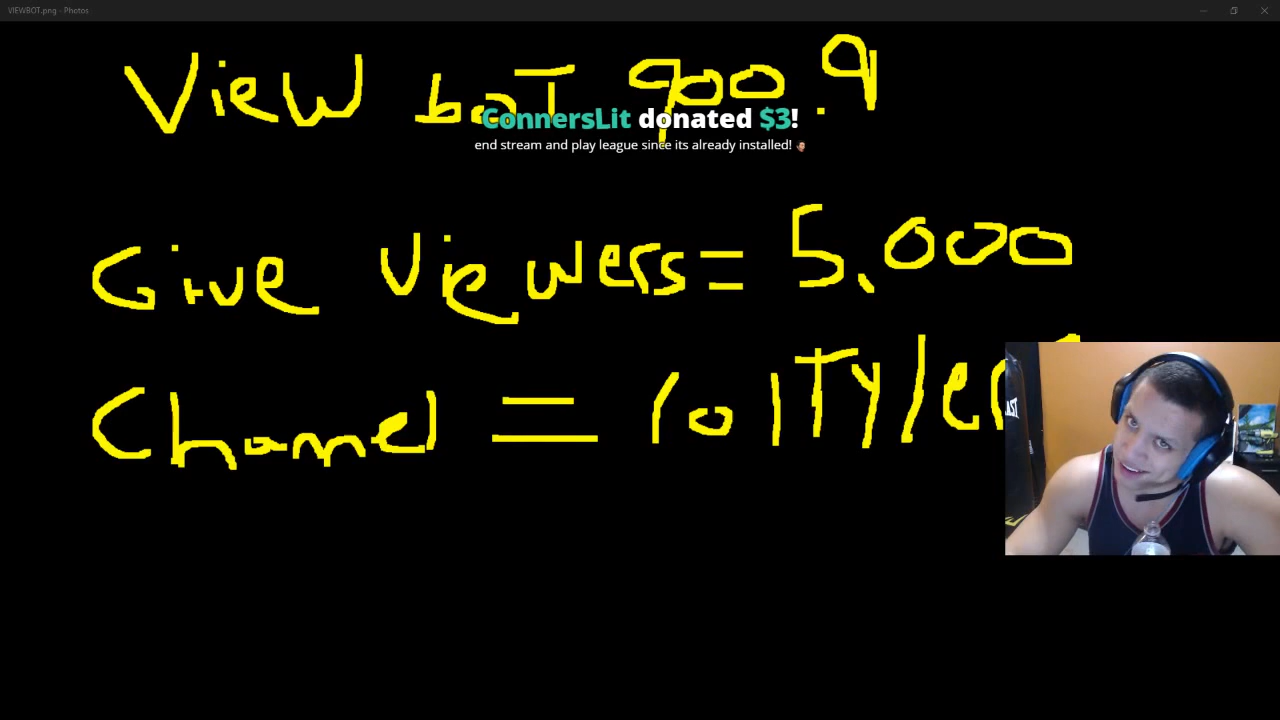 VIEWBOT.png - Photos
View boT 900.9
ConnersLit donated $3!
end stream and play league since its already installed!
Give Viewers= 5,000
Channel = lolTyler